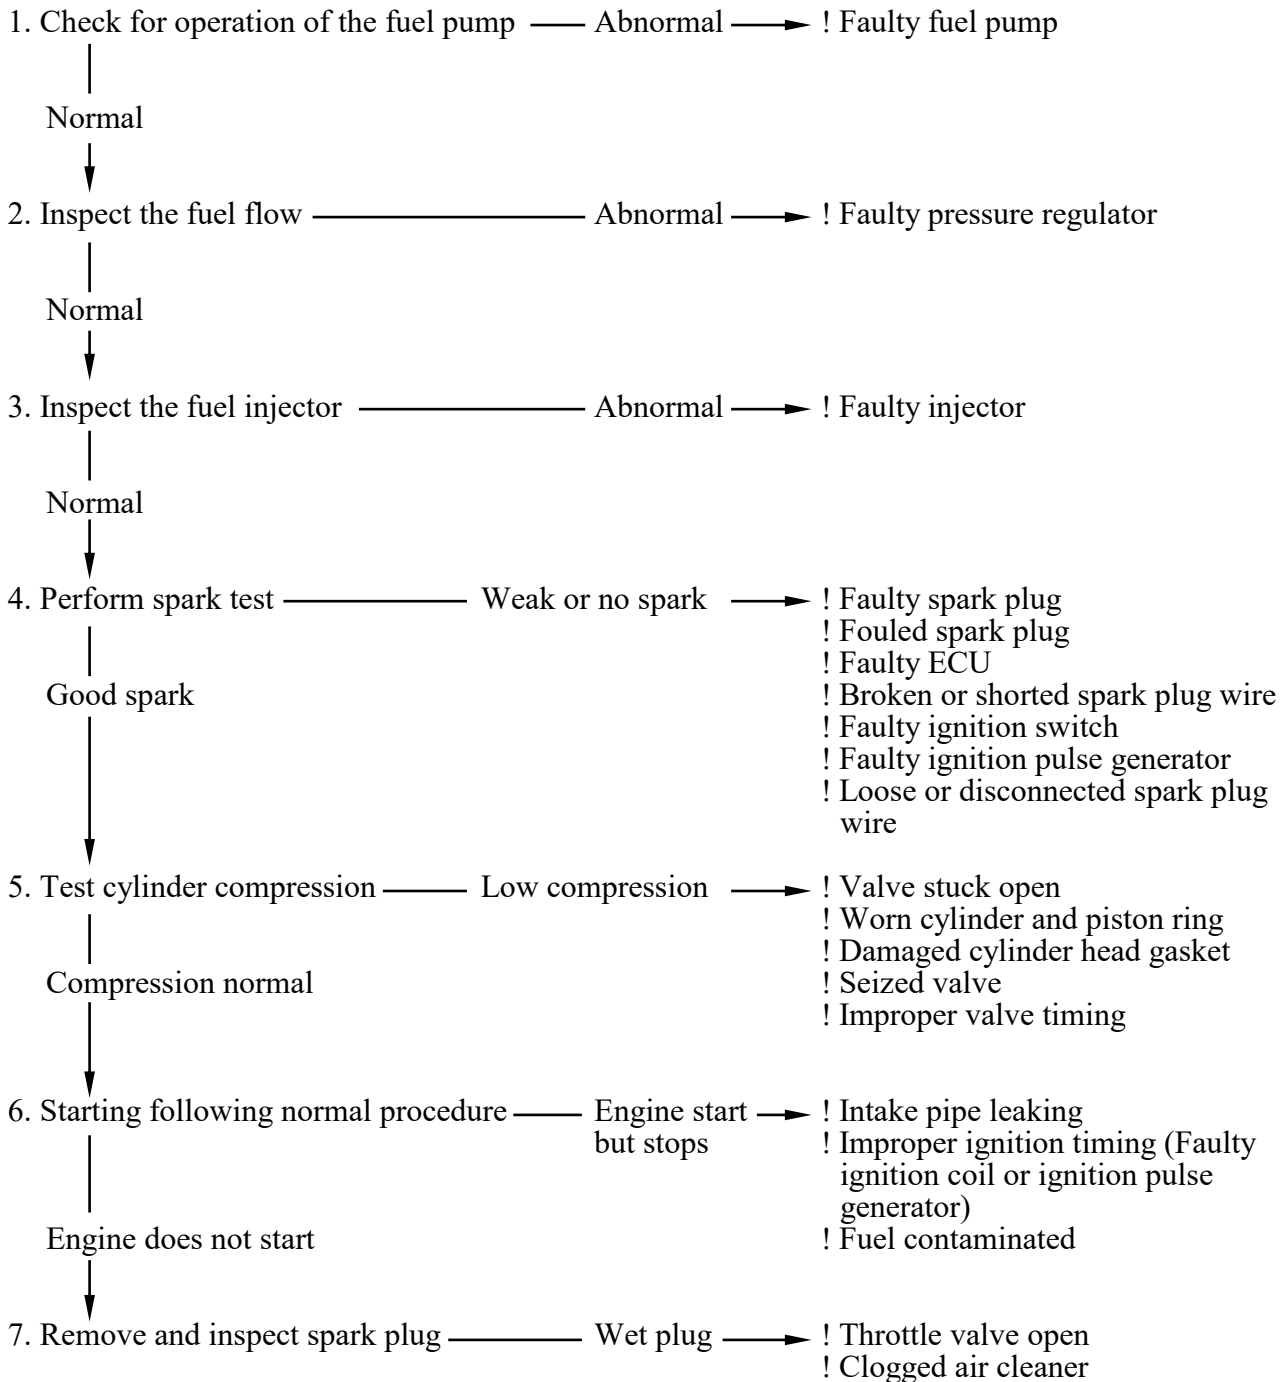 1. Check for operation of the fuel pump Abnormal ! Faulty fuel pump
Normal
2. Inspect the fuel flow Abnormal ! Faulty pressure regulator
Normal
3. Inspect the fuel injector Abnormal ! Faulty injector
Normal
4. Perform spark test Weak or no spark ! Faulty spark plug
! Fouled spark plug
! Faulty ECU
Good spark ! Broken or shorted spark plug wire
! Faulty ignition switch
! Faulty ignition pulse generator
! Loose or disconnected spark plug
wire
5. Test cylinder compression Low compression ! Valve stuck open
! Worn cylinder and piston ring
! Damaged cylinder head gasket
Compression normal ! Seized valve
! Improper valve timing
6. Starting following normal procedure Engine start ! Intake pipe leaking
but stops ! Improper ignition timing (Faulty
ignition coil or ignition pulse
generator)
Engine does not start ! Fuel contaminated
7. Remove and inspect spark plug Wet plug ! Throttle valve open
! Clogged air cleaner